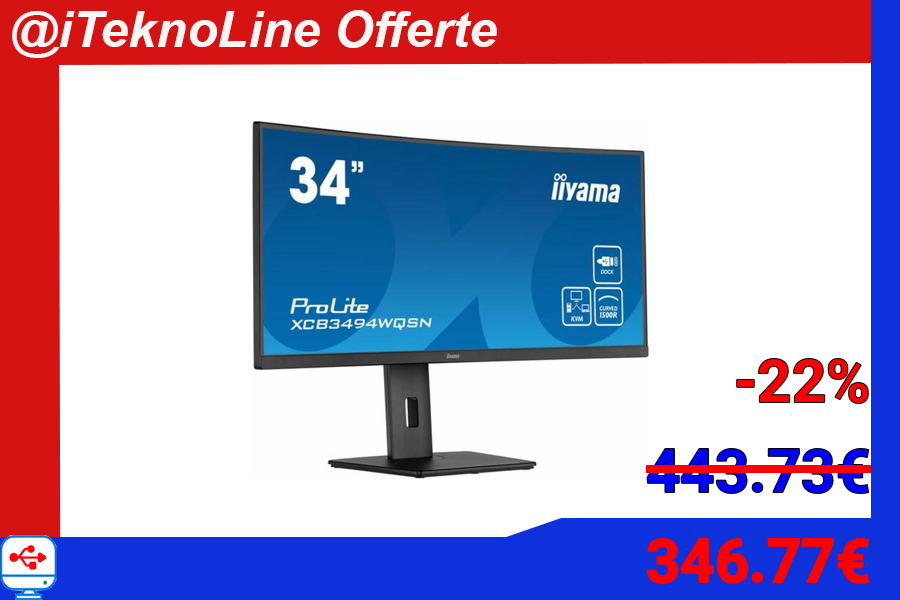 @iTeknoLine Offerte
34”
iiyama
DOCK
ProLite
XCB3494WQSN
KVM
CURVED
1500R
iiyama
-22%
443.73€
346.77€